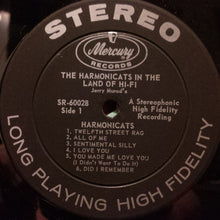 STEREO
Mercury
RECORDS
THE HARMONICATS IN THE
LAND OF HI-FI
Jerry Murad's
SR-60028
Side 1
A Stereophonic
High Fidelity
Recording
HARMONICATS
1. TWELFTH STREET RAG
2. ALL OF ME
3. SENTIMENTAL SILLY
4. I LOVE YOU
5. YOU MADE ME LOVE YOU
(I Didn't Want To Do It)
6. DID I REMEMBER
LONG PLAYING HIGH FIDELITY